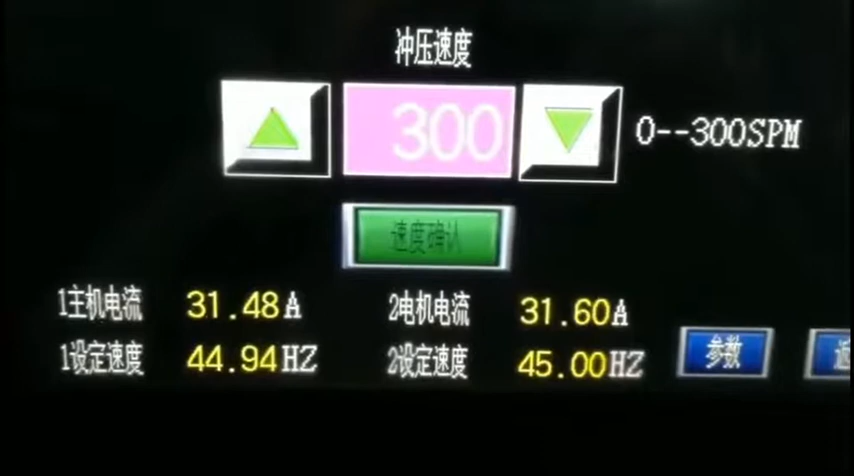 冲压速度
300
0--300SPM
速度确认
1主机电流 31.48A 2电机电流 31.60A
1设定速度 44.94HZ 2设定速度 45.00HZ
参数